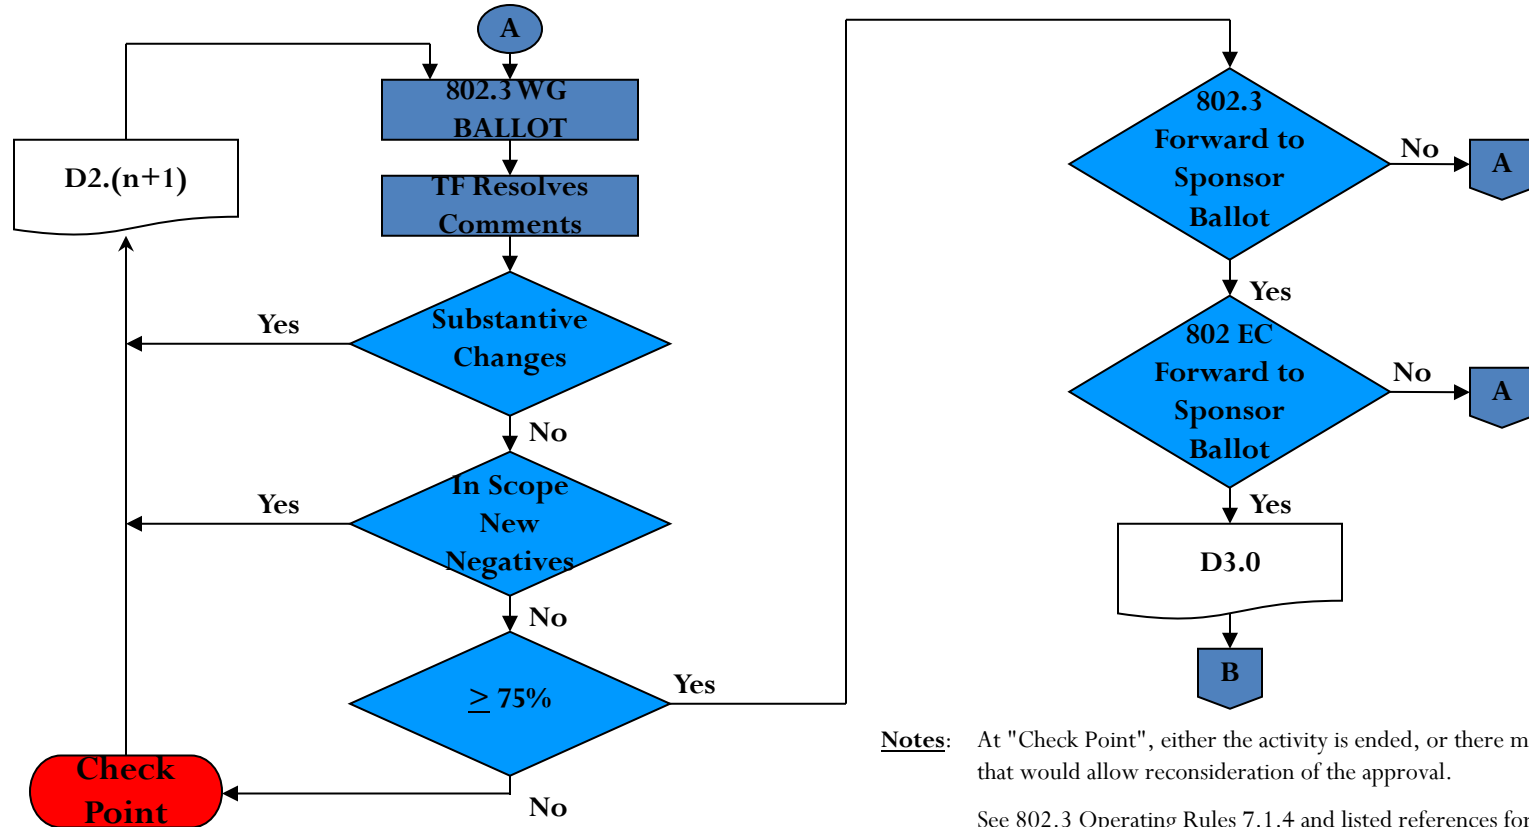 A
802.3 WG
BALLOT
D2.(n+1)
TF Resolves
Comments
Substantive
Changes
Yes
No
In Scope
New
Negatives
Yes
No
≥ 75%
Yes
No
Check
Point
802.3
Forward to
Sponsor
Ballot
No
A
Yes
802 EC
Forward to
Sponsor
Ballot
No
A
Yes
D3.0
B
Notes: At "Check Point", either the activity is ended, or there m
that would allow reconsideration of the approval.
See 802.3 Operating Rules 7.1.4 and listed references for